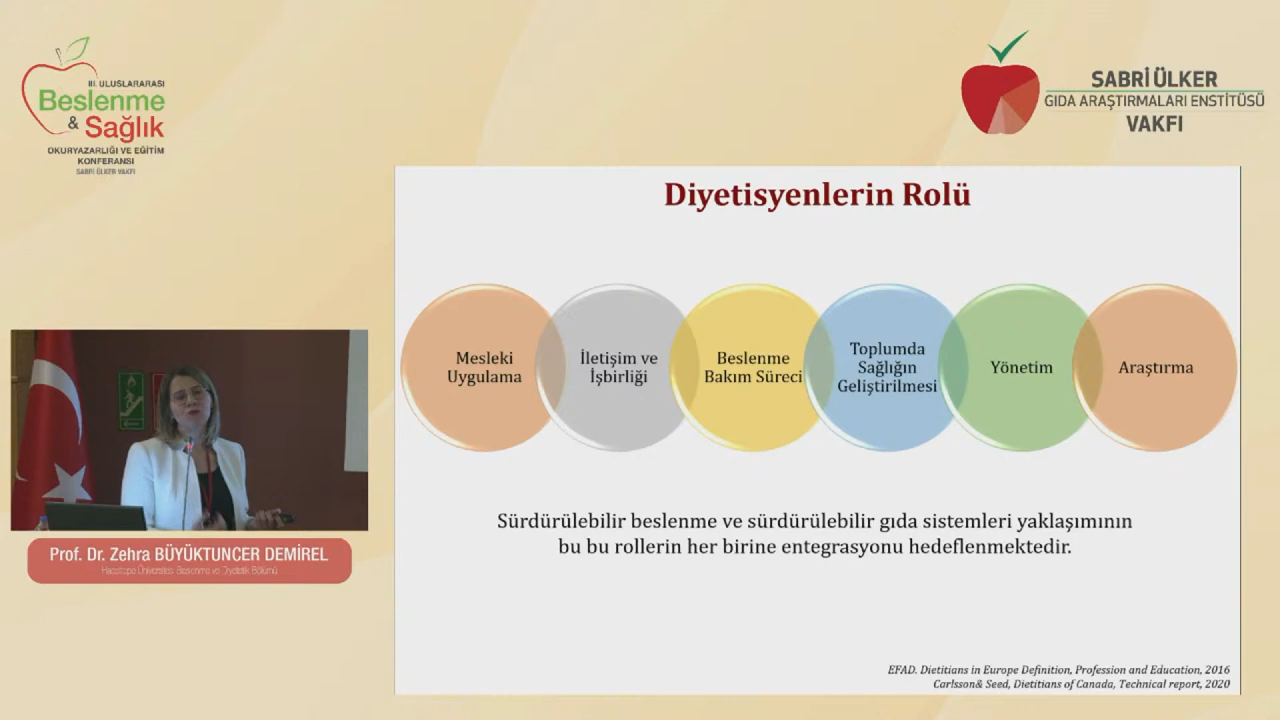 III. ULUSLARARASI
Beslenme
& Sağlık
OKURYAZARLIĞI VE EĞİTİM
KONFERANSI
SABRİ ÜLKER VAKFI
SABRİ ÜLKER
GIDA ARAŞTIRMALARI ENSTİTÜSÜ
VAKFI
Diyetisyenlerin Rolü
Mesleki
Uygulama
İletişim ve
İşbirliği
Beslenme
Bakım Süreci
Toplumda
Sağlığın
Geliştirilmesi
Yönetim
Araştırma
Sürdürülebilir beslenme ve sürdürülebilir gıda sistemleri yaklaşımının
bu bu rollerin her birine entegrasyonu hedeflenmektedir.
EFAD. Dietitians in Europe Definition, Profession and Education, 2016
Carlsson& Seed, Dietitians of Canada, Technical report, 2020
Prof. Dr. Zehra BÜYÜKTUNCER DEMİREL
Hacettepe Üniversitesi Beslenme ve Diyetetik Bölümü